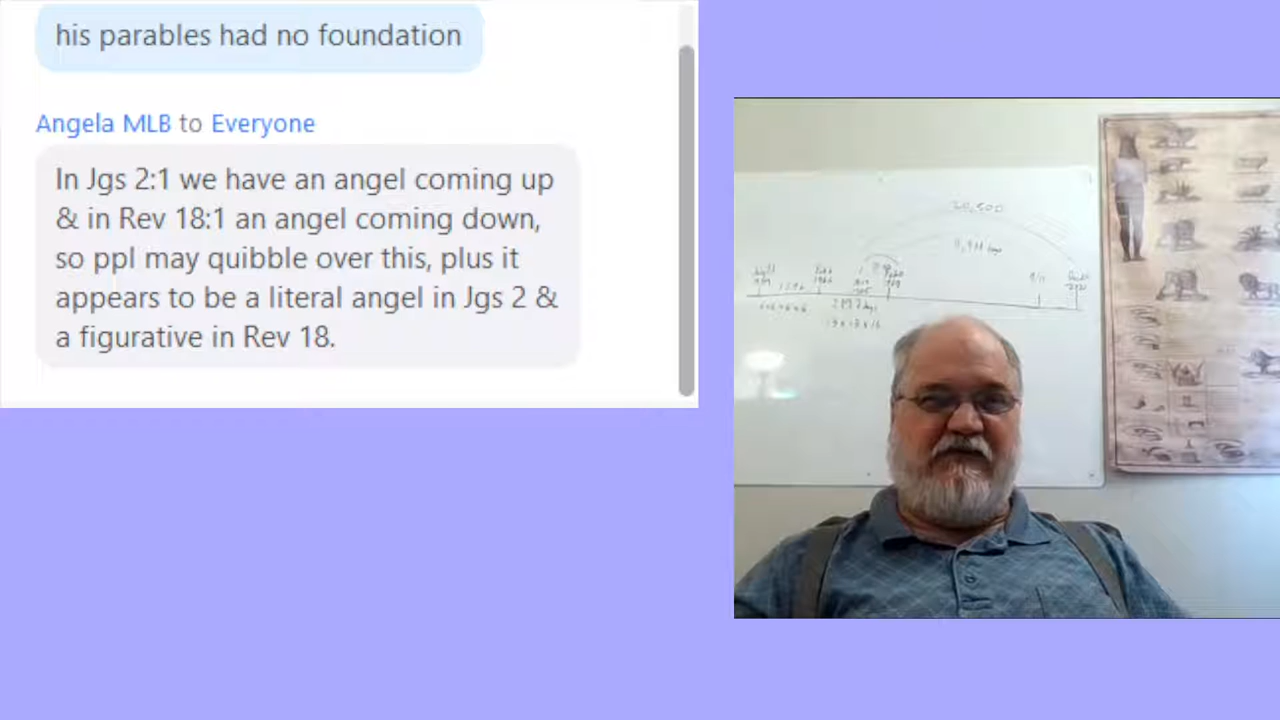 his parables had no foundation
Angela MLB to Everyone
In Jgs 2:1 we have an angel coming up
& in Rev 18:1 an angel coming down,
so ppl may quibble over this, plus it
appears to be a literal angel in Jgs 2 &
a figurative in Rev 18.
9/11